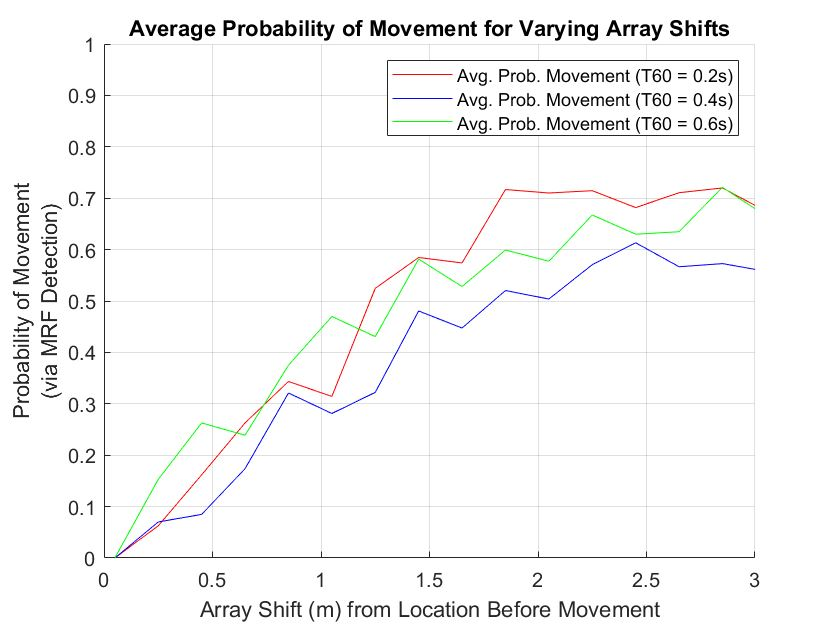 Average Probability of Movement for Varying Array Shifts
Avg. Prob. Movement (T60 = 0.2s)
Avg. Prob. Movement (T60 = 0.4s)
Avg. Prob. Movement (T60 = 0.6s)
Probability of Movement
(via MRF Detection)
1
0.9
0.8
0.7
0.6
0.5
0.4
0.3
0.2
0.1
0
0 0.5 1 1.5 2 2.5 3
Array Shift (m) from Location Before Movement